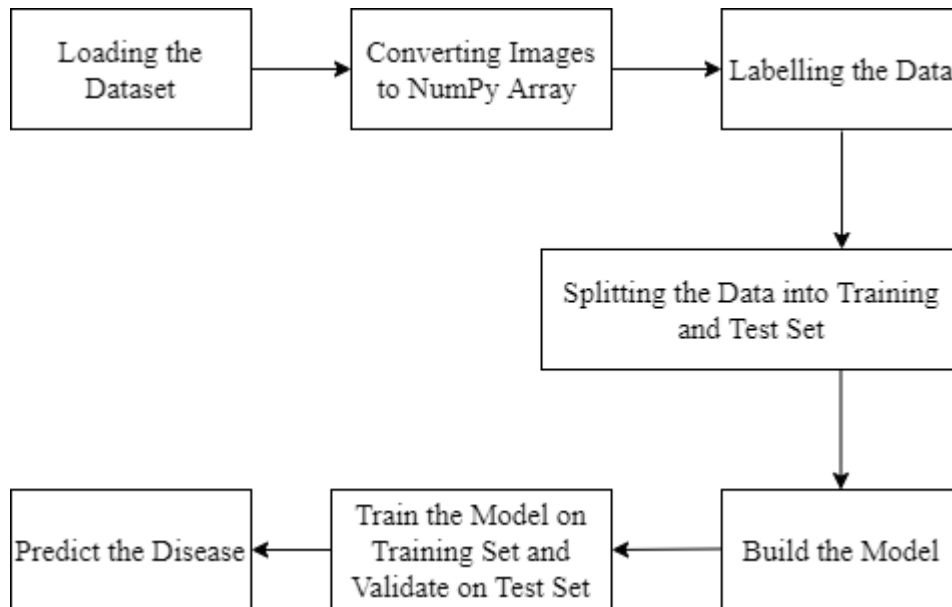 Loading the
Dataset
Converting Images
to NumPy Array
Labelling the Data
Splitting the Data into Training
and Test Set
Build the Model
Train the Model on
Training Set and
Validate on Test Set
Predict the Disease